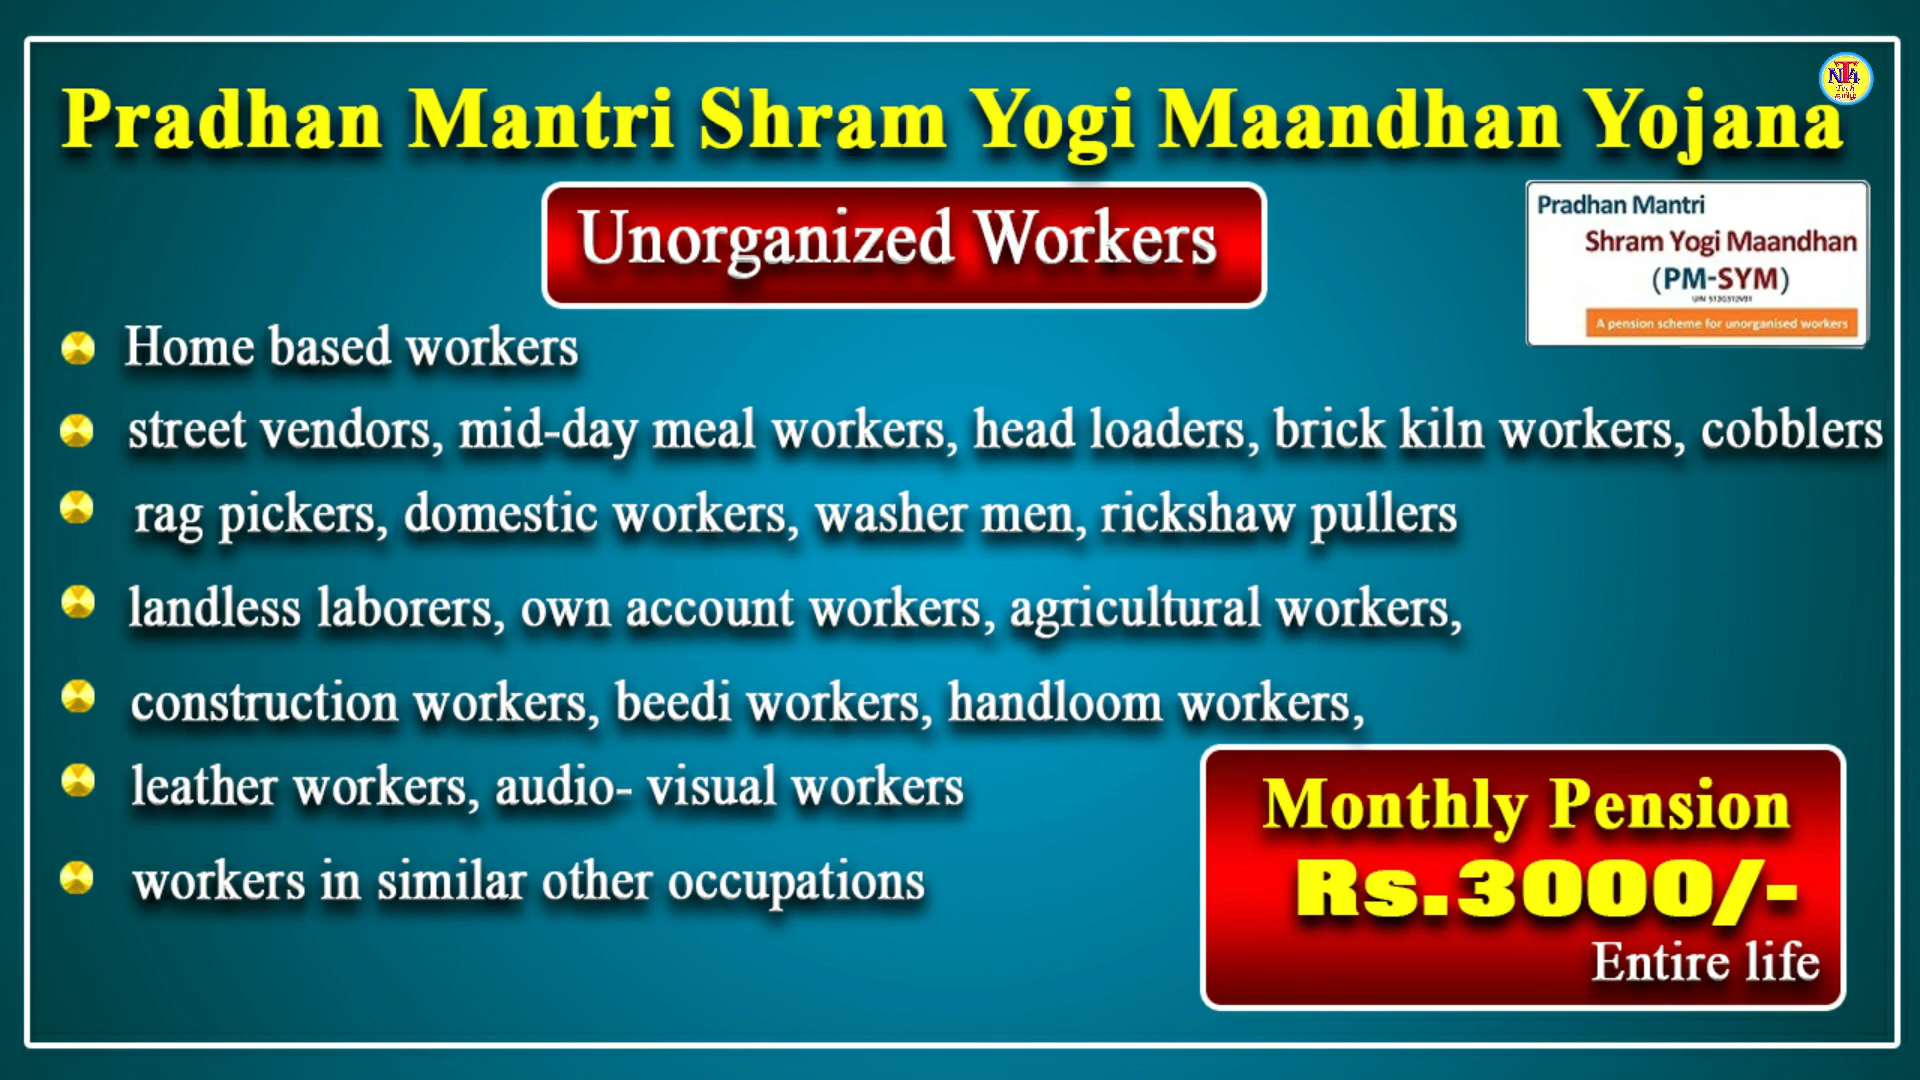 Pradhan Mantri Shram Yogi Maandhan Yojana
NTA
Unorganized Workers
Pradhan Mantri
Shram Yogi Maandhan
(PM-SYM)
A pension scheme for unorganised workers
Home based workers
street vendors, mid-day meal workers, head loaders, brick kiln workers, cobblers
rag pickers, domestic workers, washer men, rickshaw pullers
landless laborers, own account workers, agricultural workers,
construction workers, beedi workers, handloom workers,
leather workers, audio- visual workers
workers in similar other occupations
Monthly Pension
Rs.3000/-
Entire life